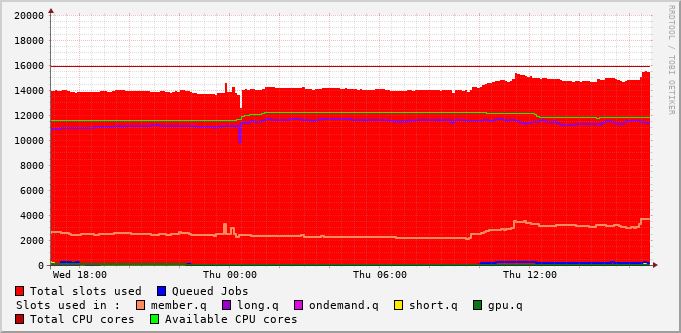 20000
18000
16000
14000
12000
10000
8000
6000
4000
2000
0
Wed 18:00 Thu 00:00 Thu 06:00 Thu 12:00
RRDTOOL / TOBI OETIKER
Total slots used Queued Jobs
Slots used in : member.q long.q ondemand.q short.q gpu.q
Total CPU cores Available CPU cores